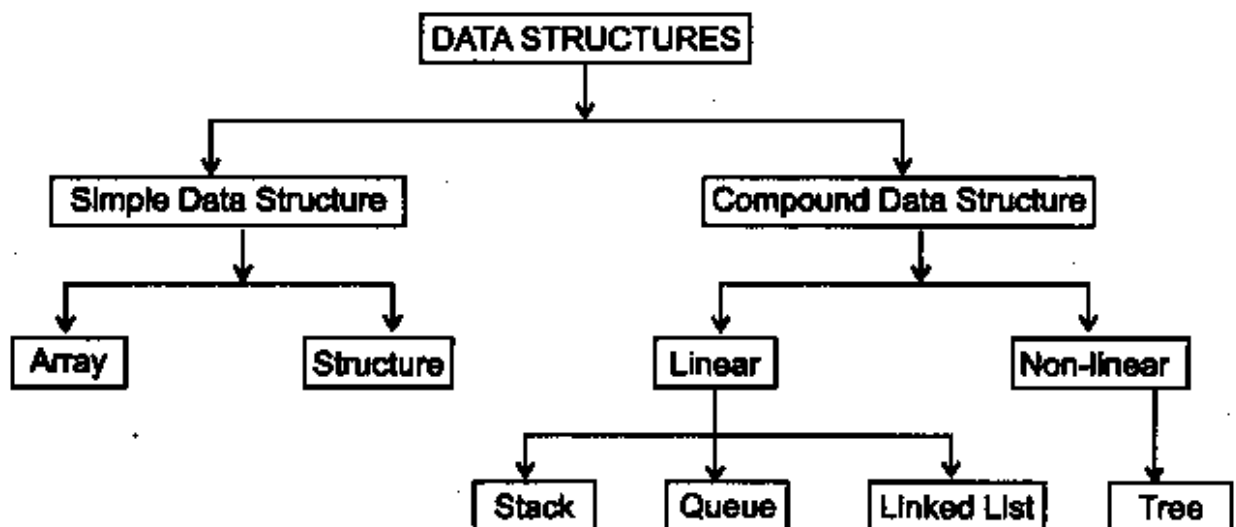 DATA STRUCTURES
Simple Data Structure
Compound Data Structure
Array
Structure
Linear
Non-linear
Stack
Queue
Linked List
Tree